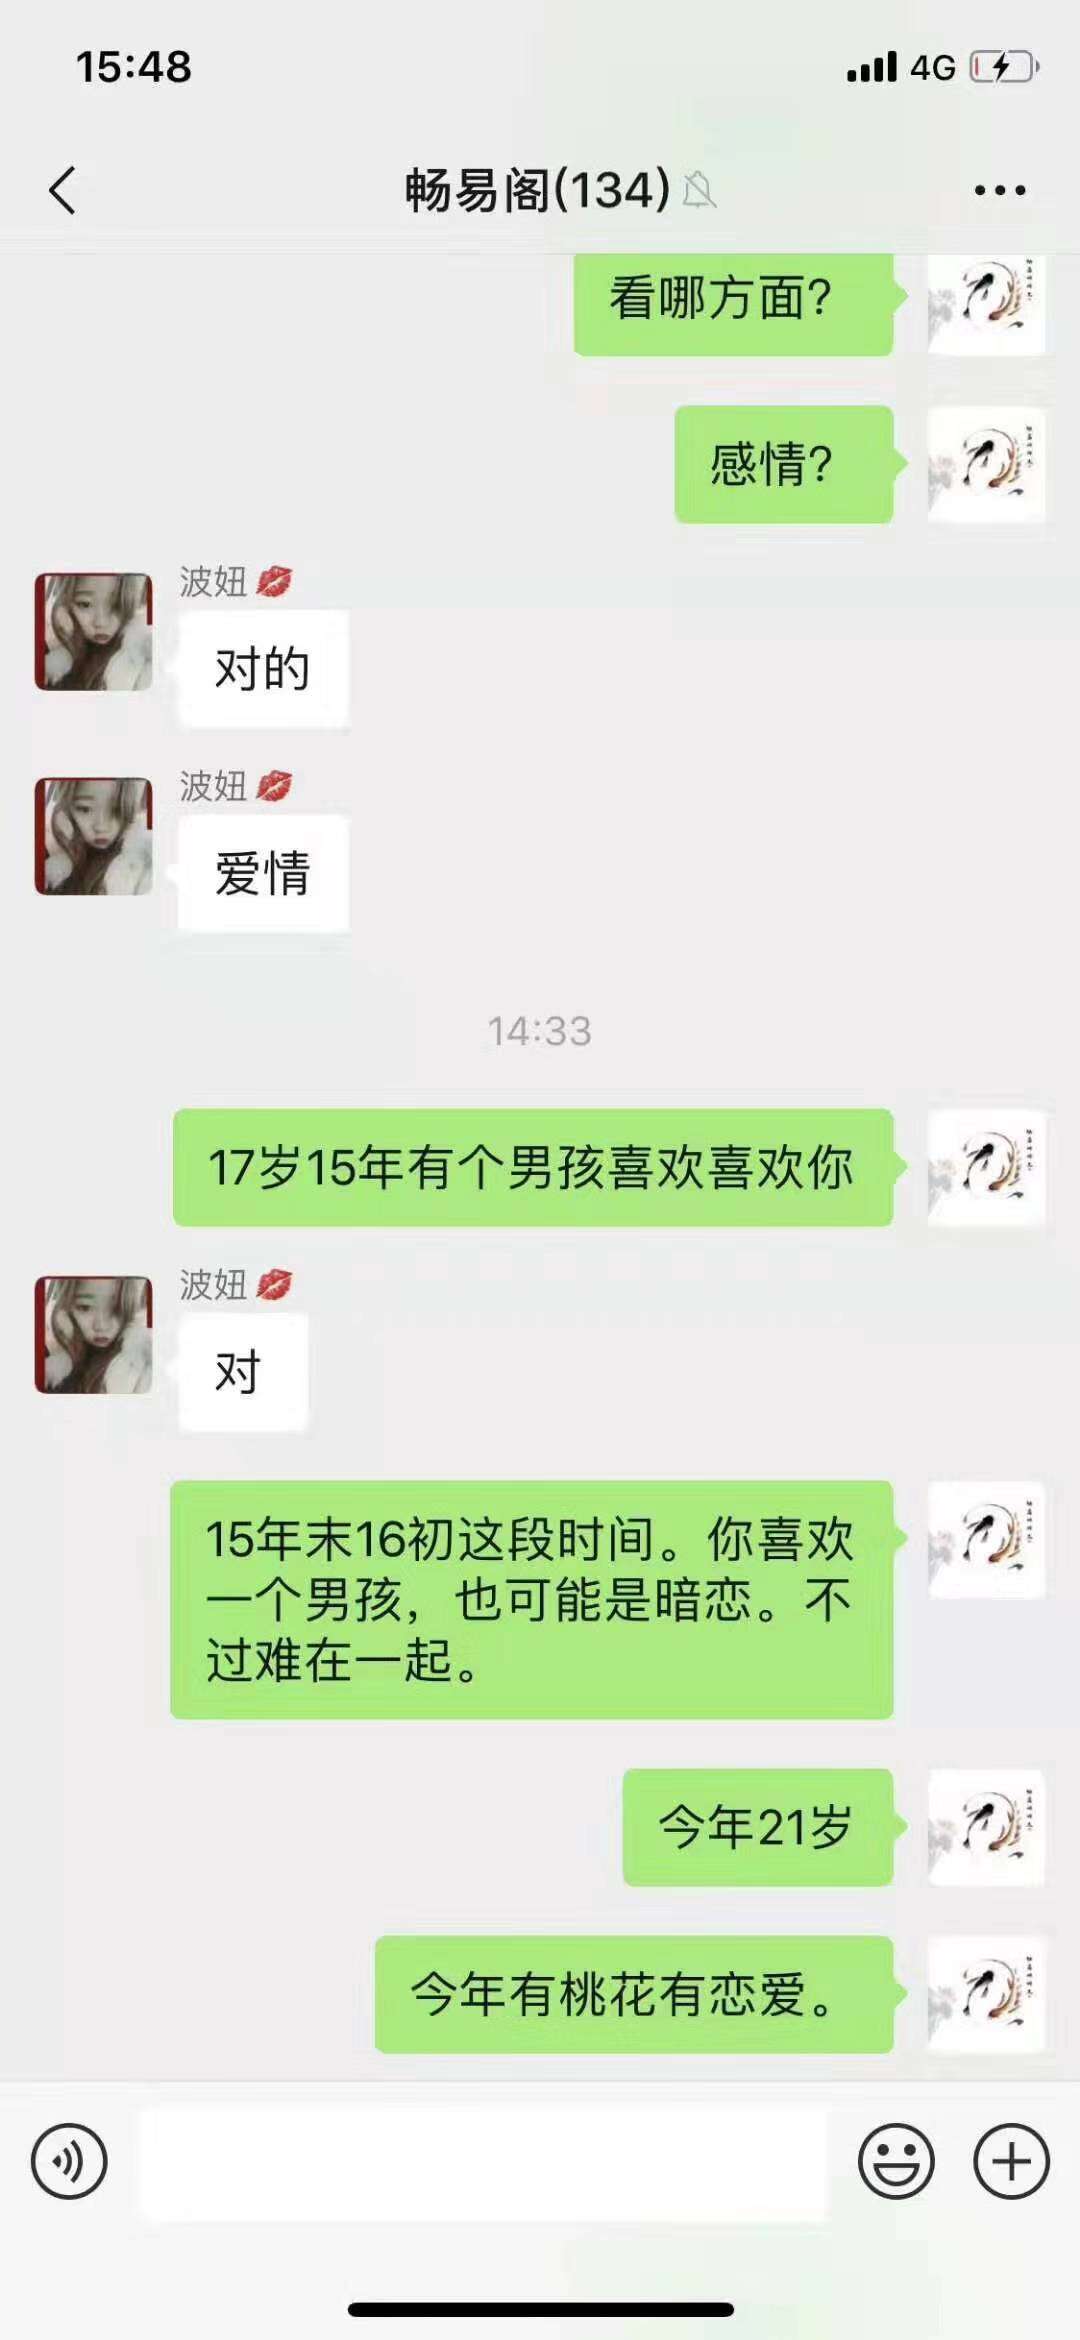 15:48
4G
畅易阁(134)
看哪方面?
感情?
波妞💋
对的
波妞💋
爱情
14:33
17岁15年有个男孩喜欢喜欢你
波妞💋
对
15年末16初这段时间。你喜欢
一个男孩，也可能是暗恋。不
过难在一起。
今年21岁
今年有桃花有恋爱。